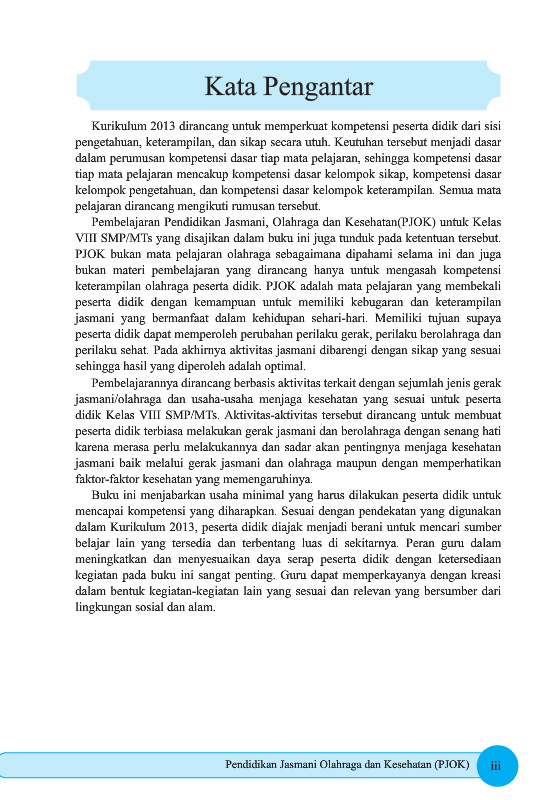 Kata Pengantar
Kurikulum 2013 dirancang untuk memperkuat kompetensi peserta didik dari sisi
pengetahuan, keterampilan, dan sikap secara utuh. Keutuhan tersebut menjadi dasar
dalam perumusan kompetensi dasar tiap mata pelajaran, sehingga kompetensi dasar
tiap mata pelajaran mencakup kompetensi dasar kelompok sikap, kompetensi dasar
kelompok pengetahuan, dan kompetensi dasar kelompok keterampilan. Semua mata
pelajaran dirancang mengikuti rumusan tersebut.
Pembelajaran Pendidikan Jasmani, Olahraga dan Kesehatan(PJOK) untuk Kelas
VIII SMP/MTs yang disajikan dalam buku ini juga tunduk pada ketentuan tersebut.
PJOK bukan mata pelajaran olahraga sebagaimana dipahami selama ini dan juga
bukan materi pembelajaran yang dirancang hanya untuk mengasah kompetensi
keterampilan olahraga peserta didik. PJOK adalah mata pelajaran yang membekali
peserta didik dengan kemampuan untuk memiliki kebugaran dan keterampilan
jasmani yang bermanfaat dalam kehidupan sehari-hari. Memiliki tujuan supaya
peserta didik dapat memperoleh perubahan perilaku gerak, perilaku berolahraga dan
perilaku sehat. Pada akhirnya aktivitas jasmani dibarengi dengan sikap yang sesuai
sehingga hasil yang diperoleh adalah optimal.
Pembelajarannya dirancang berbasis aktivitas terkait dengan sejumlah jenis gerak
jasmani/olahraga dan usaha-usaha menjaga kesehatan yang sesuai untuk peserta
didik Kelas VIII SMP/MTs. Aktivitas-aktivitas tersebut dirancang untuk membuat
peserta didik terbiasa melakukan gerak jasmani dan berolahraga dengan senang hati
karena merasa perlu melakukannya dan sadar akan pentingnya menjaga kesehatan
jasmani baik melalui gerak jasmani dan olahraga maupun dengan memperhatikan
faktor-faktor kesehatan yang memengaruhinya.
Buku ini menjabarkan usaha minimal yang harus dilakukan peserta didik untuk
mencapai kompetensi yang diharapkan. Sesuai dengan pendekatan yang digunakan
dalam Kurikulum 2013, peserta didik diajak menjadi berani untuk mencari sumber
belajar lain yang tersedia dan terbentang luas di sekitarnya. Peran guru dalam
meningkatkan dan menyesuaikan daya serap peserta didik dengan ketersediaan
kegiatan pada buku ini sangat penting. Guru dapat memperkayanya dengan kreasi
dalam bentuk kegiatan-kegiatan lain yang sesuai dan relevan yang bersumber dari
lingkungan sosial dan alam.
Pendidikan Jasmani Olahraga dan Kesehatan (PJOK) iii